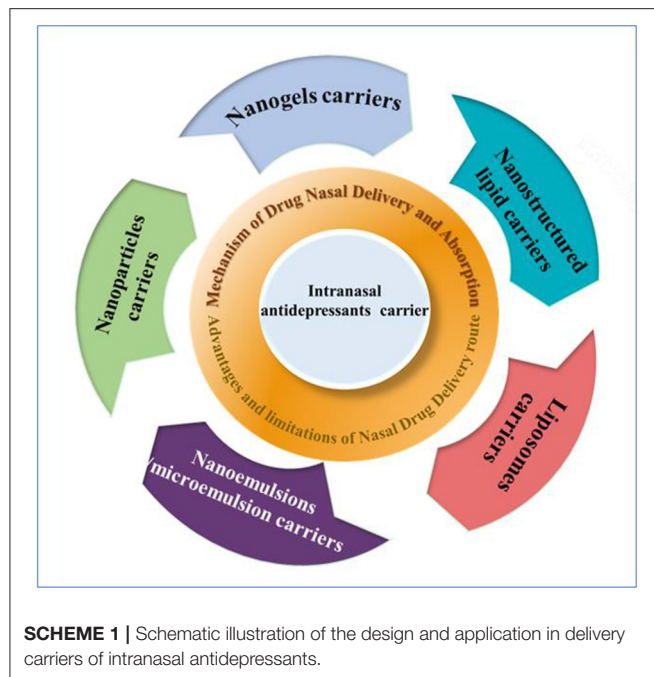 Nanogels carriers
Nanostructured
lipid carriers
Liposomes
carriers
Nanoemulsions
/microemulsion carriers
Nanoparticles
carriers
Mechanism of Drug Nasal Delivery and Absorption
Advantages and limitations of Nasal Drug Delivery route
Intranasal
antidepressants carrier
SCHEME 1 | Schematic illustration of the design and application in delivery
carriers of intranasal antidepressants.